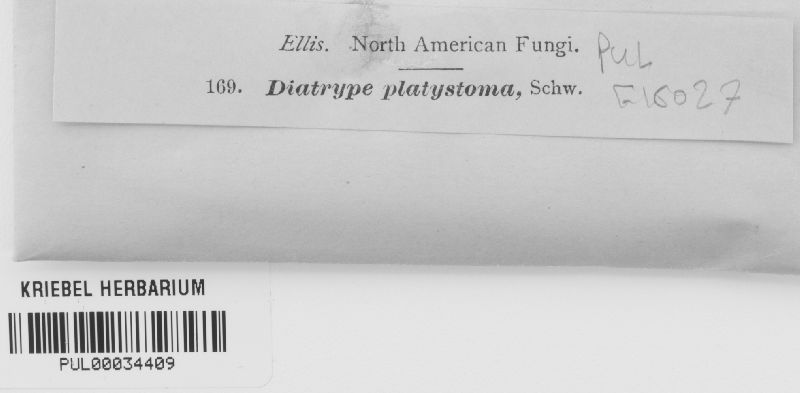 Ellis. North American Fungi.
PUL
169. Diatrype platystoma, Schw.
F16027
KRIEBEL HERBARIUM
PUL00034409